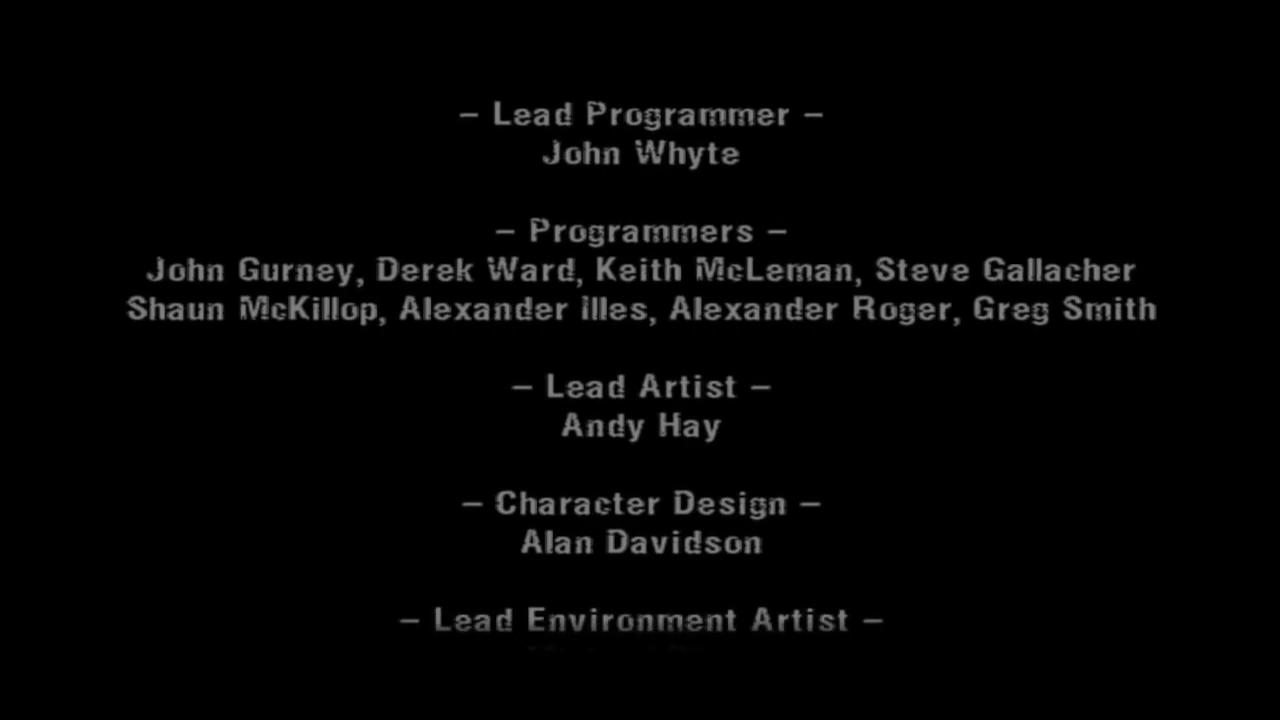 – Lead Programmer –
John Whyte
– Programmers –
John Gurney, Derek Ward, Keith McLeman, Steve Gallacher
Shaun McKillop, Alexander Illes, Alexander Roger, Greg Smith
– Lead Artist –
Andy Hay
– Character Design –
Alan Davidson
– Lead Environment Artist –